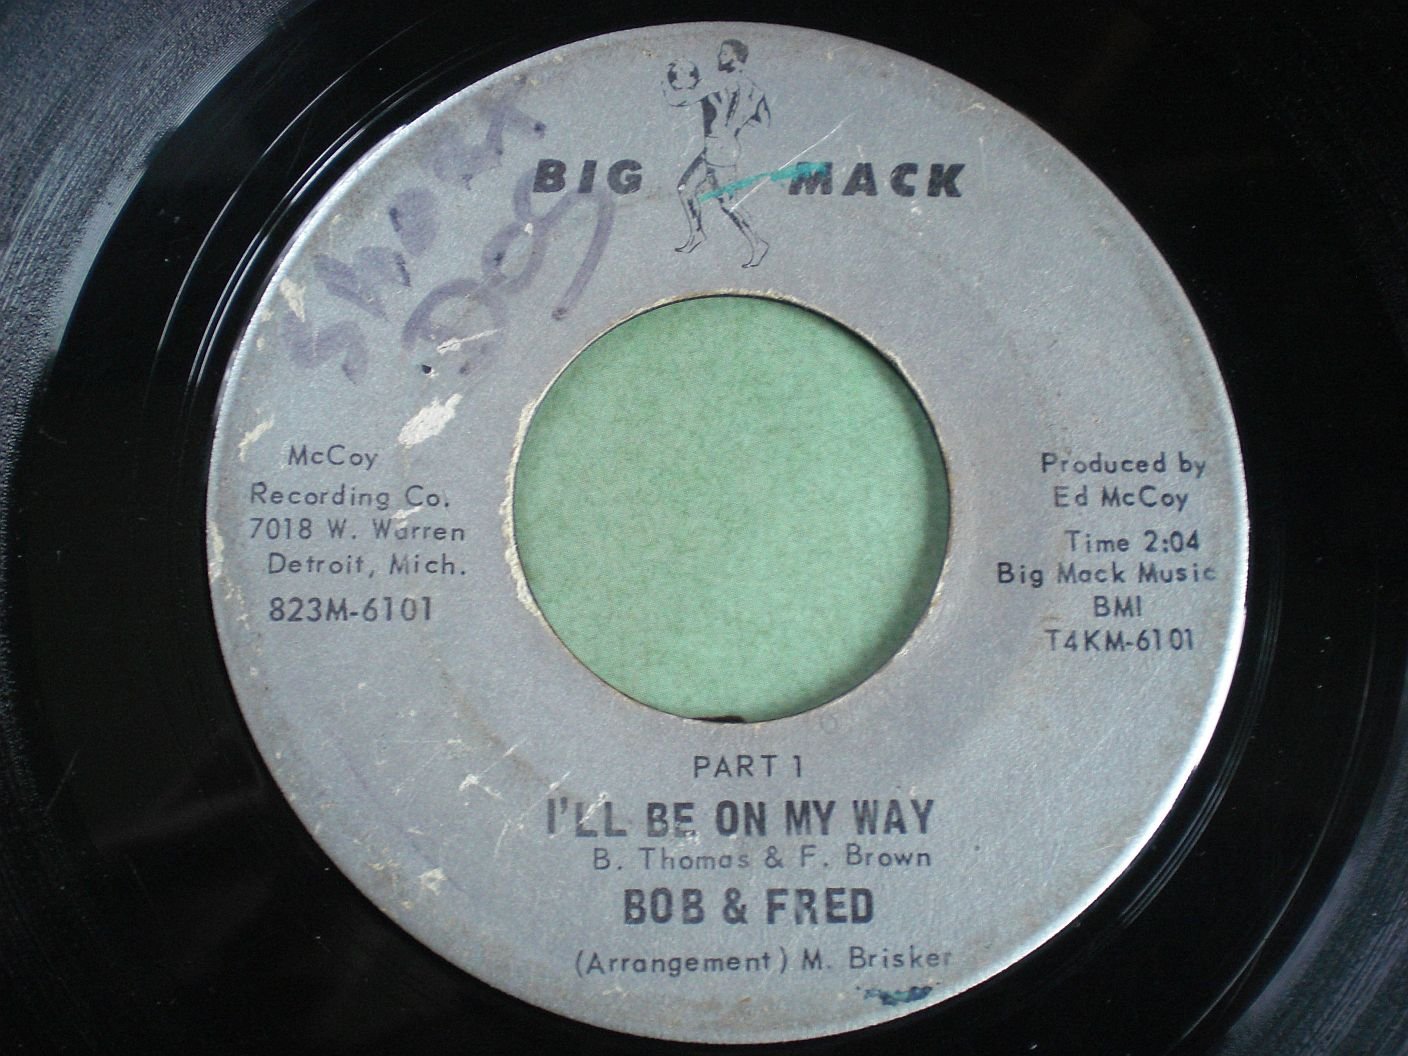 BIG MACK
McCoy
Recording Co.
7018 W. Warren
Detroit, Mich.
823M-6101
Produced by
Ed McCoy
Time 2:04
Big Mack Music
BMI
T4KM-6101
PART 1
I'LL BE ON MY WAY
B. Thomas & F. Brown
BOB & FRED
(Arrangement) M. Brisker